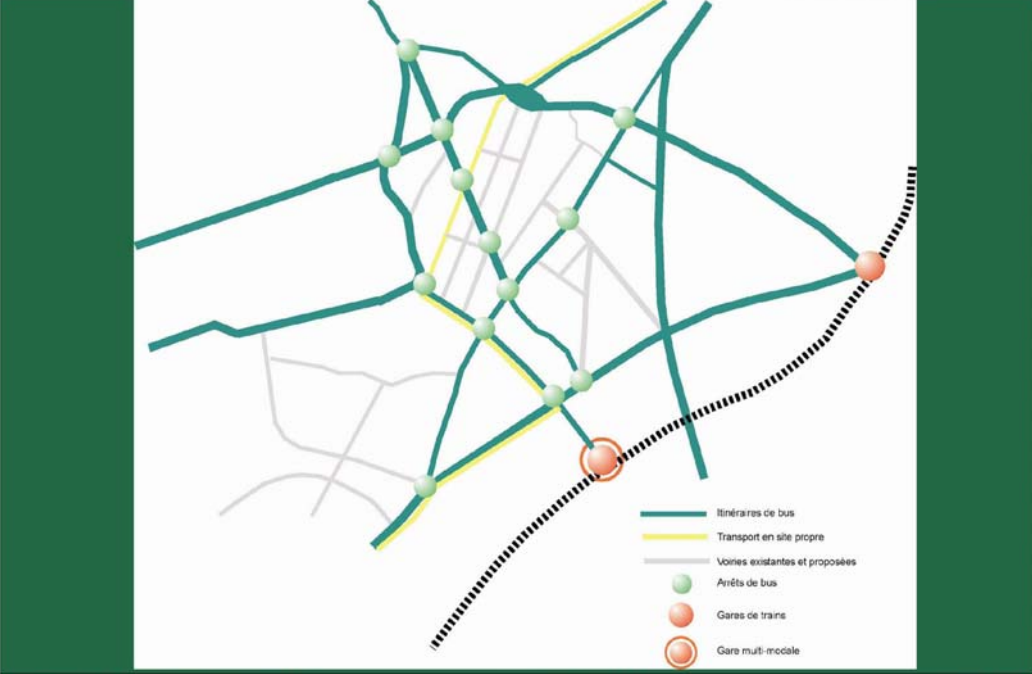 Itinéraires de bus
Transport en site propre
Voiries existantes et proposées
Arrêts de bus
Gares de trains
Gare multi-modale